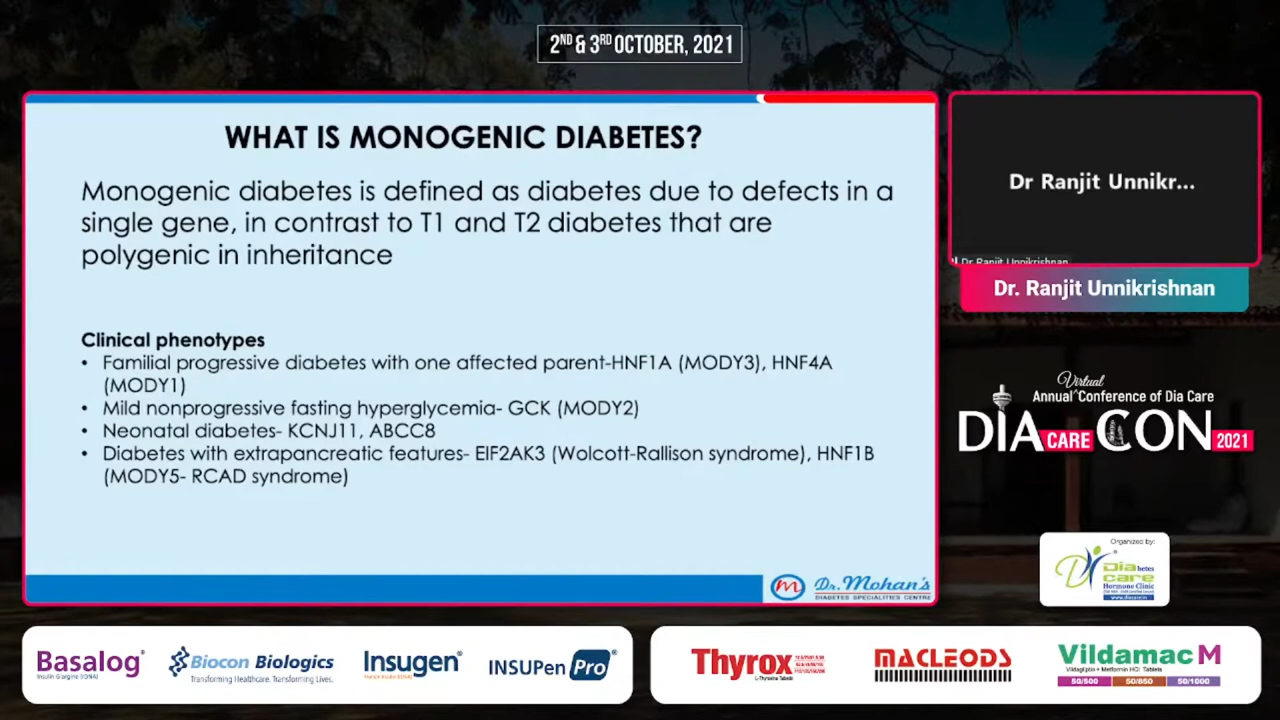 2ND & 3RD OCTOBER, 2021
WHAT IS MONOGENIC DIABETES?
Monogenic diabetes is defined as diabetes due to defects in a
single gene, in contrast to T1 and T2 diabetes that are
polygenic in inheritance
Clinical phenotypes
• Familial progressive diabetes with one affected parent-HNF1A (MODY3), HNF4A
(MODY1)
• Mild nonprogressive fasting hyperglycemia- GCK (MODY2)
• Neonatal diabetes- KCNJ11, ABCC8
• Diabetes with extrapancreatic features- EIF2AK3 (Wolcott-Rallison syndrome), HNF1B
(MODY5- RCAD syndrome)
m Dr. Mohan's
DIABETES SPECIALITIES CENTRE
Dr Ranjit Unnikr...
Dr Ranjit Unnikrishnan
Dr. Ranjit Unnikrishnan
Virtual
Annual ^ Conference of Dia Care
DIA CARE CON 2021
Organized by:
Diabetes
care
Hormone Clinic
Basalog®
Biocon Biologics
Transforming Healthcare. Transforming Lives.
Insugen®
INSUPen Pro®
Thyrox
L-Thyroxine Tablets
MACLEODS
Vildamac M
Vildagliptin + Metformin HCl Tablets
50/500 50/850 50/1000